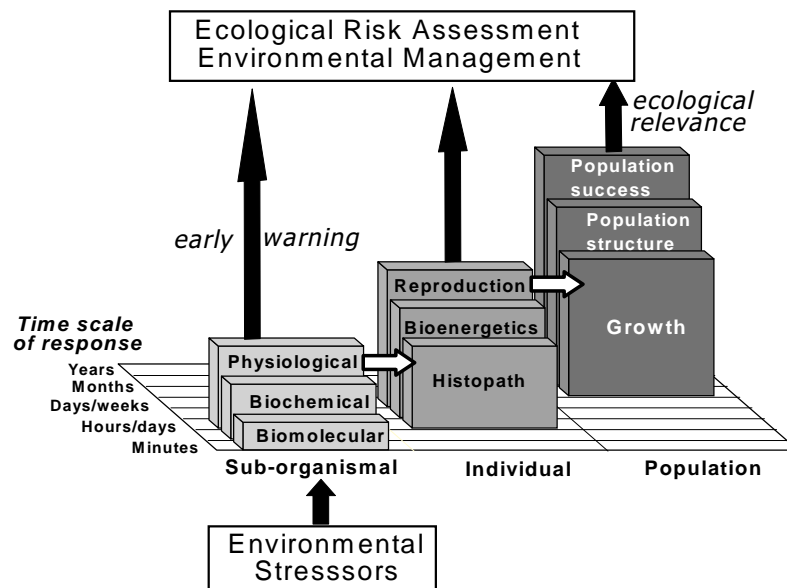 Ecological Risk Assessment
Environmental Management
ecological
relevance
Population
success
early warning
Population
structure
Reproduction
Time scale
of response
Bioenergetics
Growth
Physiological
Years
Months
Histopath
Days/weeks
Biochemical
Hours/days
Biomolecular
Minutes
Sub-organismal Individual Population
Environmental
Stresssors